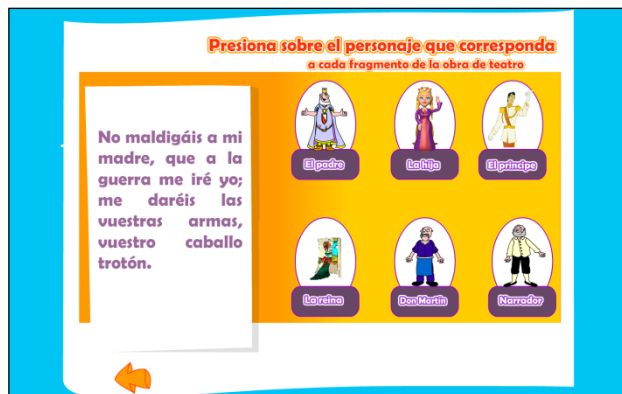 Presiona sobre el personaje que corresponda
a cada fragmento de la obra de teatro
No maldigáis a mi
madre, que a la
guerra me iré yo;
me daréis las
vuestras armas,
vuestro caballo
trotón.
El padre
La hija
El príncipe
La reina
Don Martín
Narrador